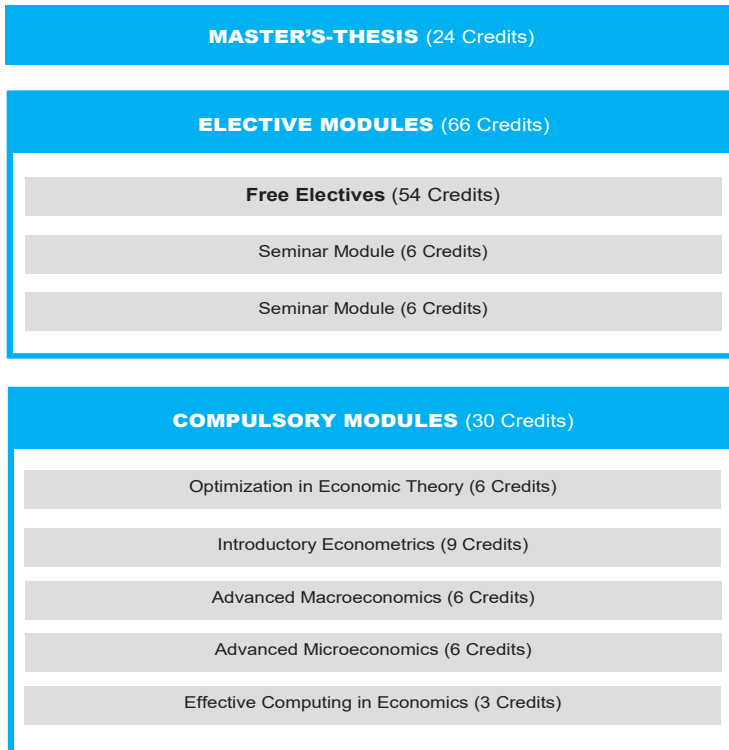 MASTER’S-THESIS (24 Credits)
ELECTIVE MODULES (66 Credits)
Free Electives (54 Credits)
Seminar Module (6 Credits)
Seminar Module (6 Credits)
COMPULSORY MODULES (30 Credits)
Optimization in Economic Theory (6 Credits)
Introductory Econometrics (9 Credits)
Advanced Macroeconomics (6 Credits)
Advanced Microeconomics (6 Credits)
Effective Computing in Economics (3 Credits)